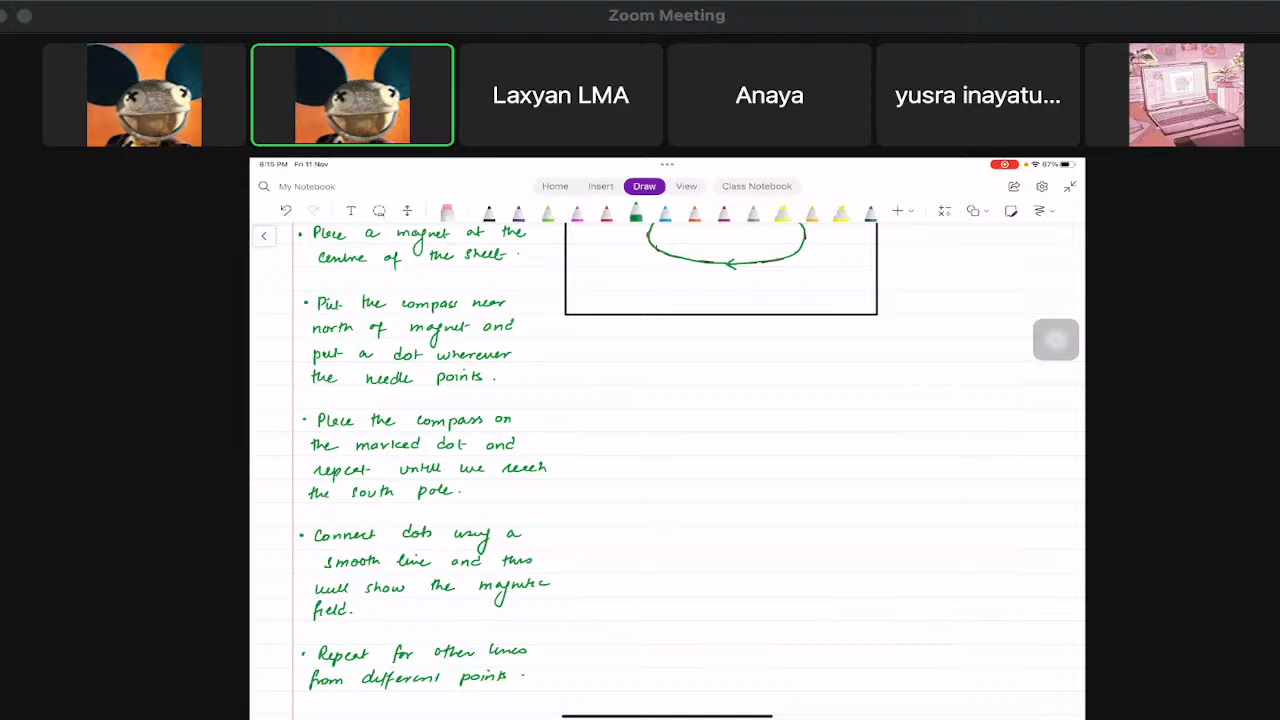 Zoom Meeting
Laxyan LMA
Anaya
yusra inayatu...
6:15 PM Fri 11 Nov
67%
My Notebook
Home Insert Draw View Class Notebook
• Place a magnet at the
centre of the sheet.
• Put the compass near
north of magnet and
put a dot wherever
the needle points.
• Place the compass on
the marked dot and
repeat untill we reach
the south pole.
• Connect dots using a
smooth line and this
will show the magnetic
field.
• Repeat for other lines
from different points.